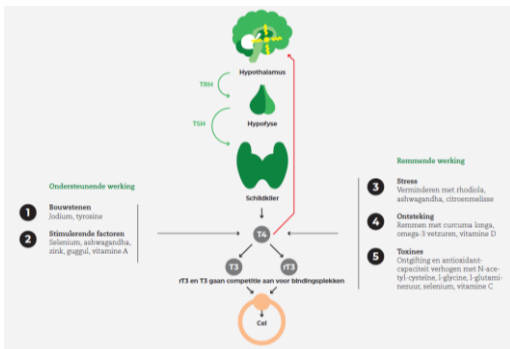 Hypothalamus
TRH
Hypofyse
TSH
Schildklier
Ondersteunende werking
1 Bouwstenen
Jodium, tyrosine
2 Stimulerende factoren
Selenium, ashwagandha,
zink, guggul, vitamine A
Remmende werking
3 Stress
Verminderen met rhodiola,
ashwagandha, citroenmelisse
4 Ontsteking
Remmen met curcuma longa,
omega-3 vetzuren, vitamine D
5 Toxines
Ontgifting en antioxidant-
capaciteit verhogen met N-ace-
tyl-cysteïne, l-glycine, l-glutami-
nezuur, selenium, vitamine C
T4
T3
rT3
rT3 en T3 gaan competitie aan voor bindingsplekken
Cel